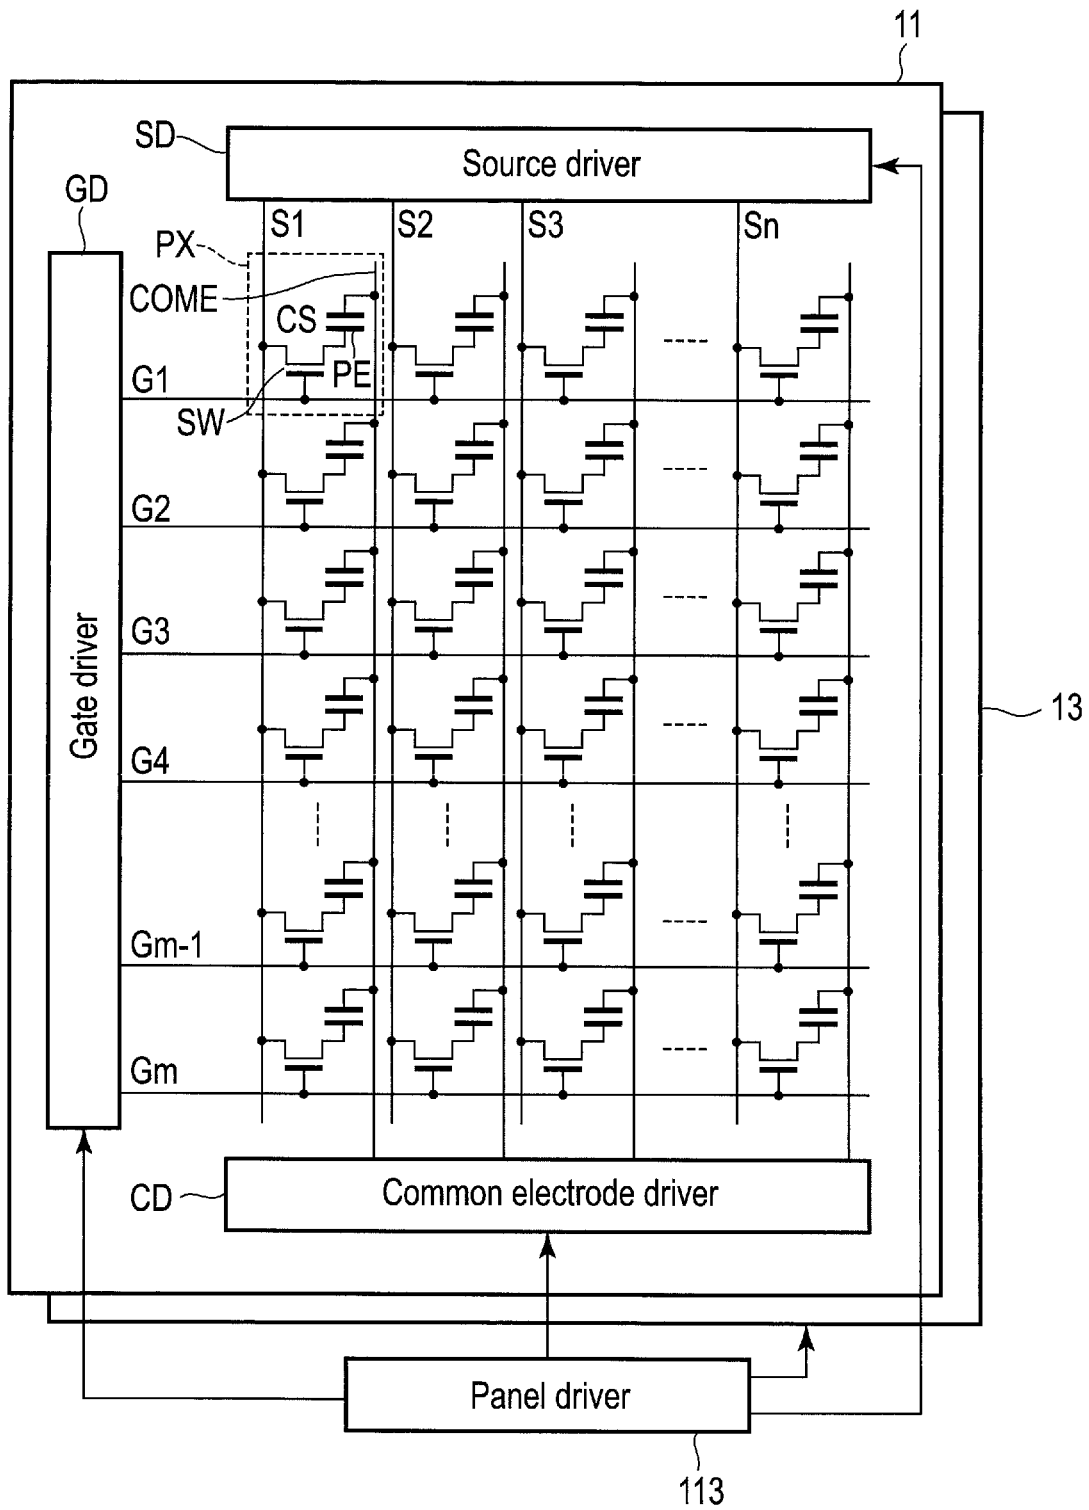 11
SD
Source driver
GD
S1
S2
S3
Sn
PX
COME
CS
PE
G1
SW
G2
G3
Gate driver
13
G4
Gm-1
Gm
CD
Common electrode driver
Panel driver
113